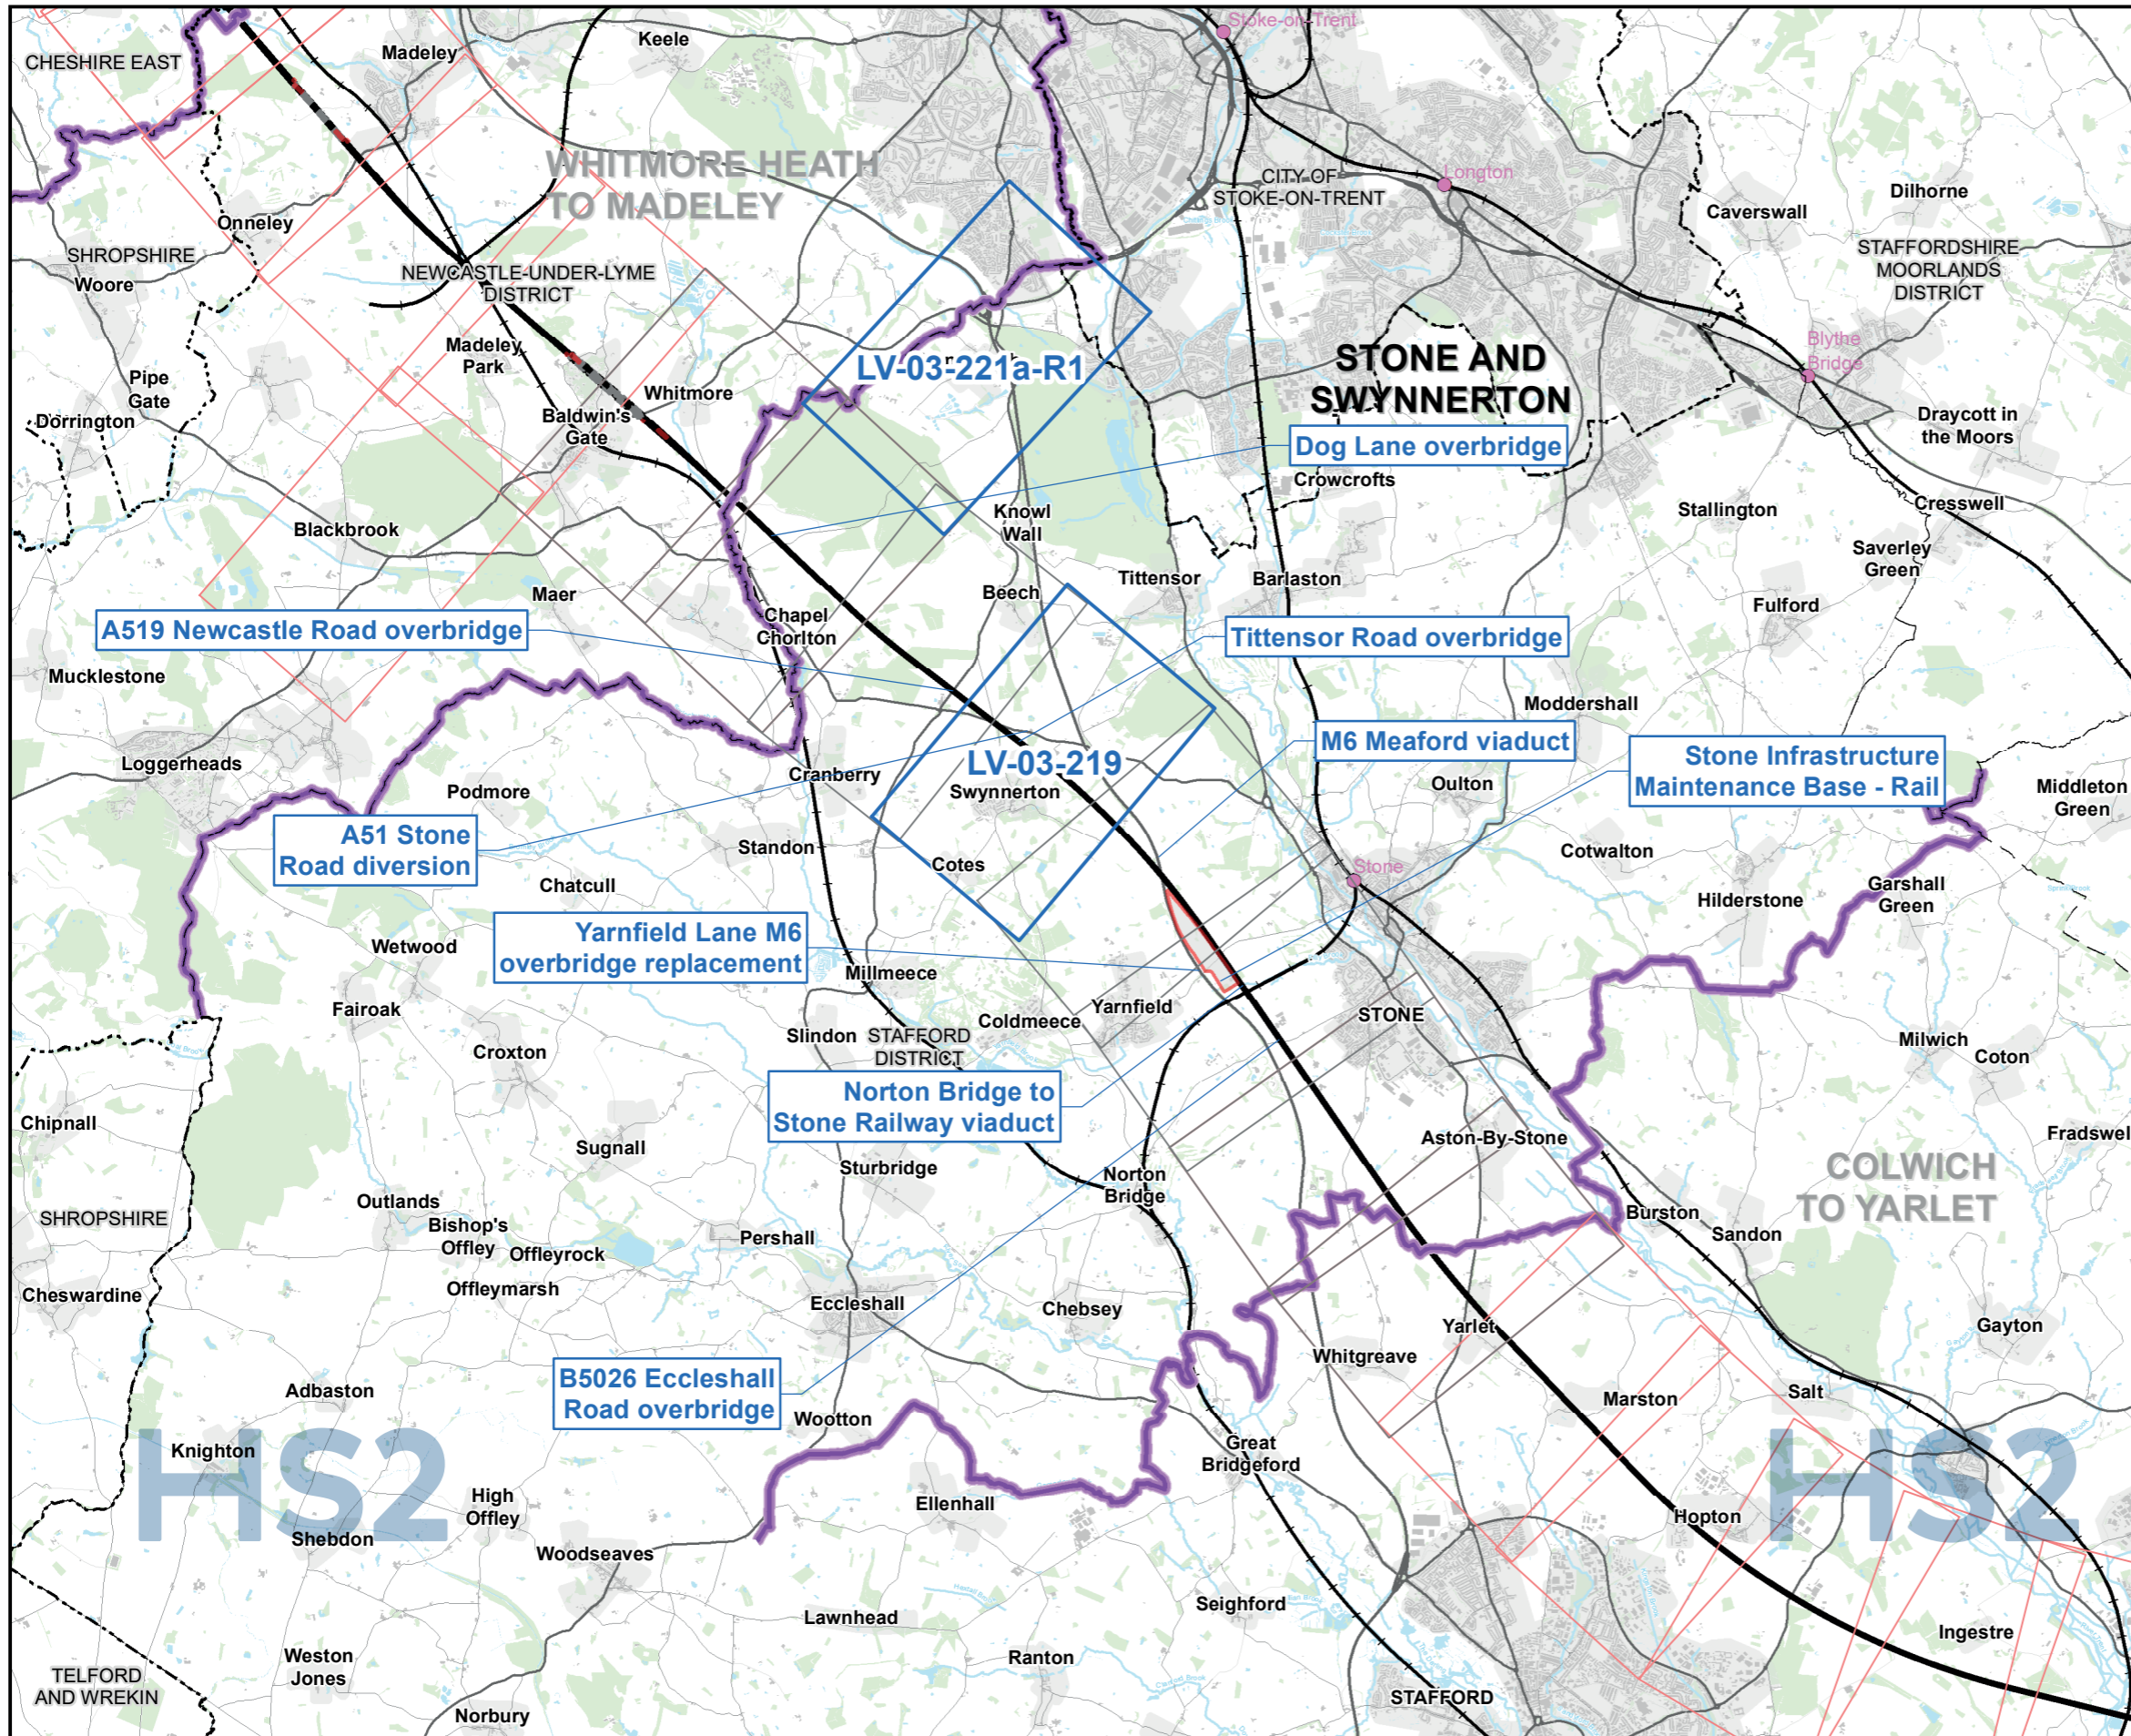 Stoke-on-Trent
CHESHIRE EAST
Madeley
Keele
WHITMORE HEATH
TO MADELEY
CITY OF
STOKE-ON-TRENT
Longton
Dilhorne
Caverswall
Onneley
SHROPSHIRE
Woore
NEWCASTLE-UNDER-LYME
DISTRICT
STAFFORDSHIRE
MOORLANDS
DISTRICT
Madeley
Park
Pipe
Gate
Dorrington
Whitmore
Baldwin's
Gate
LV-03-221a-R1
STONE AND
SWYNNERTON
Blythe
Bridge
Draycott in
the Moors
Dog Lane overbridge
Crowcrofts
Cresswell
Stallington
Blackbrook
Knowl
Wall
Saverley
Green
Maer
Beech
Tittensor
Barlaston
Fulford
Chapel
Chorlton
A519 Newcastle Road overbridge
Tittensor Road overbridge
Mucklestone
Moddershall
M6 Meaford viaduct
Stone Infrastructure
Maintenance Base - Rail
Loggerheads
Podmore
Cranberry
LV-03-219
Swynnerton
Oulton
Middleton
Green
A51 Stone
Road diversion
Standon
Cotes
Stone
Cotwalton
Chatcull
Garshall
Green
Hilderstone
Wetwood
Yarnfield Lane M6
overbridge replacement
Millmeece
Fairoak
Yarnfield
Coldmeece
STONE
Slindon
STAFFORD
DISTRICT
Croxton
Milwich
Coton
Norton Bridge to
Stone Railway viaduct
Chipnall
Sugnall
Aston-By-Stone
Fradswel
Sturbridge
Norton
Bridge
COLWICH
TO YARLET
SHROPSHIRE
Outlands
Bishop's
Offley
Offleyrock
Pershall
Burston
Sandon
Offleymarsh
Cheswardine
Eccleshall
Chebsey
Yarlet
Gayton
Whitgreave
B5026 Eccleshall
Road overbridge
Adbaston
Marston
Salt
Wootton
Knighton
HS2
Great
Bridgeford
HS2
High
Offley
Ellenhall
Hopton
Shebdon
Woodseaves
Seighford
Lawnhead
Ingestre
Weston
Jones
Ranton
TELFORD
AND WREKIN
STAFFORD
Norbury